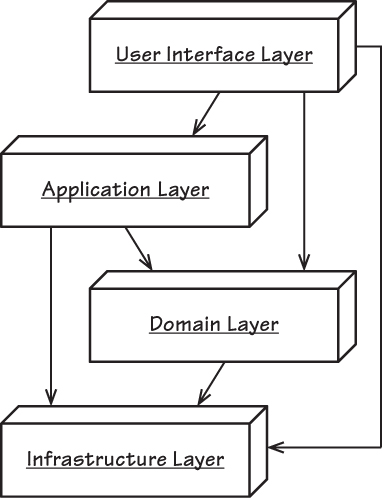 User Interface Layer
Application Layer
Domain Layer
Infrastructure Layer